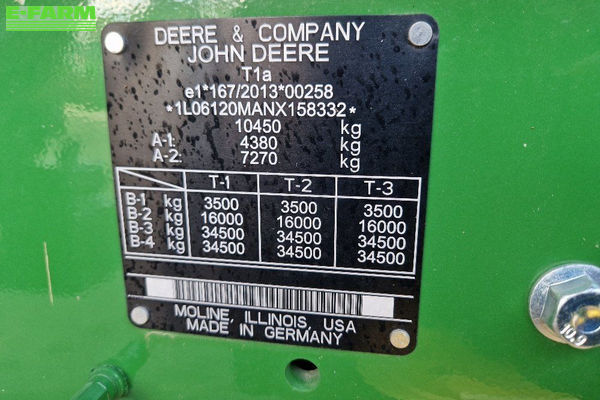 E-FARM
DEERE & COMPANY
JOHN DEERE
T1a
e1*167/2013*00258
*1L06120MANX158332*
10450 kg
A-1: 4380 kg
A-2: 7270 kg
T-1 T-2 T-3
B-1 kg 3500 3500 3500
B-2 kg 16000 16000 16000
B-3 kg 34500 34500 34500
B-4 kg 34500 34500 34500
MOLINE, ILLINOIS, USA
MADE IN GERMANY
10.9